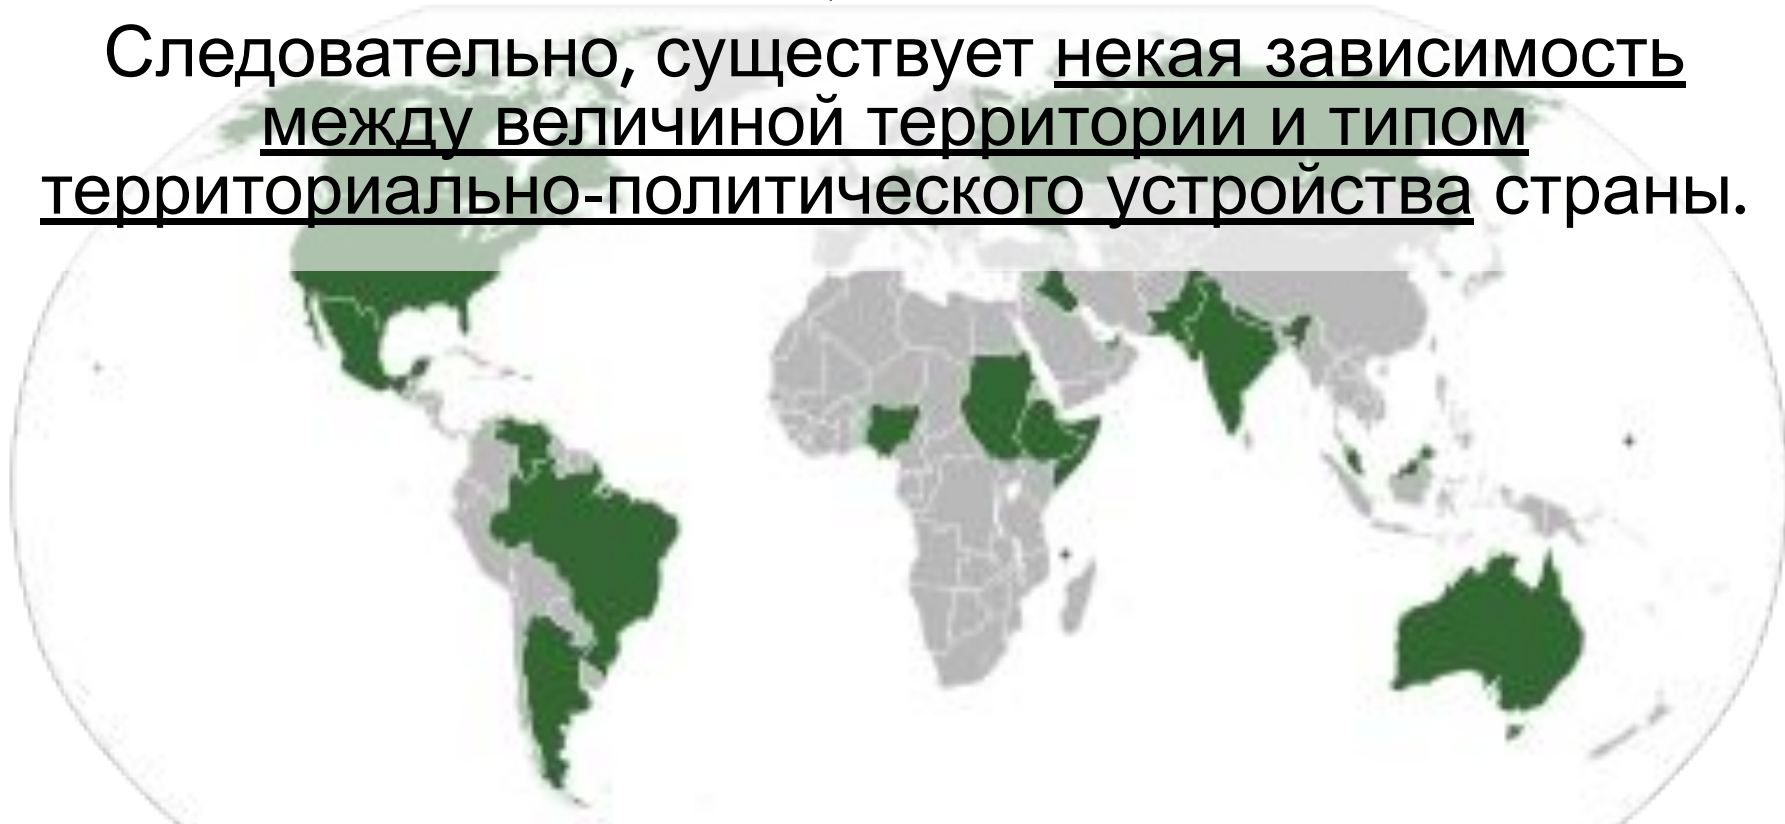 Следовательно, существует некая зависимость
между величиной территории и типом
территориально-политического устройства страны.